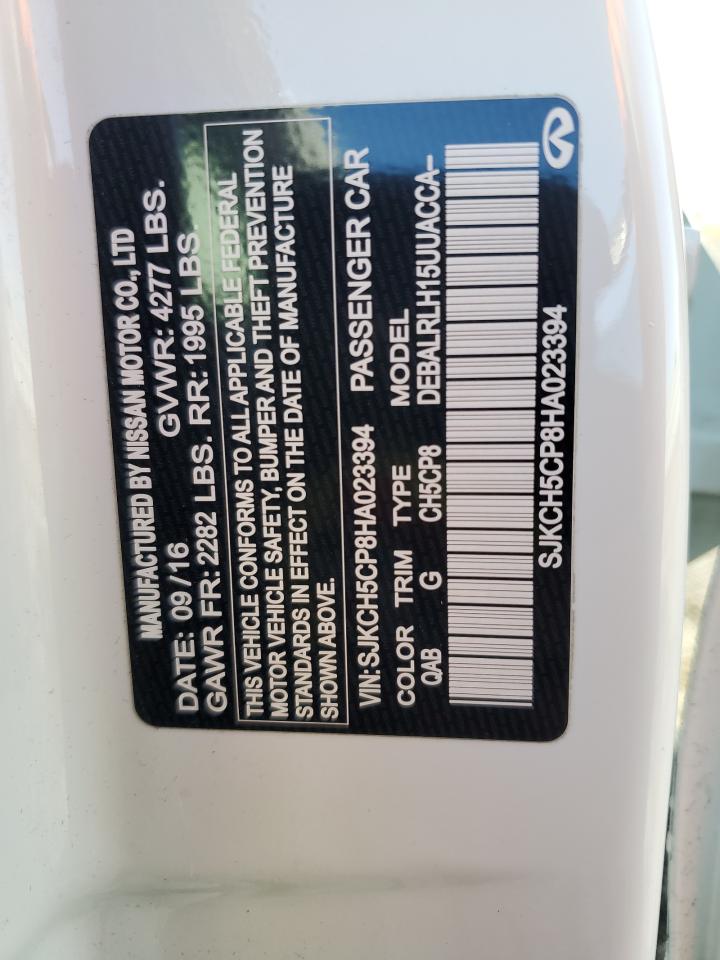 MANUFACTURED BY NISSAN MOTOR CO., LTD
DATE: 09 /16 GVWR: 4277 LBS.
GAWR FR: 2282 LBS. RR: 1995 LBS.
THIS VEHICLE CONFORMS TO ALL APPLICABLE FEDERAL
MOTOR VEHICLE SAFETY, BUMPER AND THEFT PREVENTION
STANDARDS IN EFFECT ON THE DATE OF MANUFACTURE
SHOWN ABOVE.
VIN: SJKCH5CP8HA023394 PASSENGER CAR
COLOR TRIM TYPE MODEL
QAB G CH5CP8 DEBALRLH15UUACCA–
SJKCH5CP8HA023394